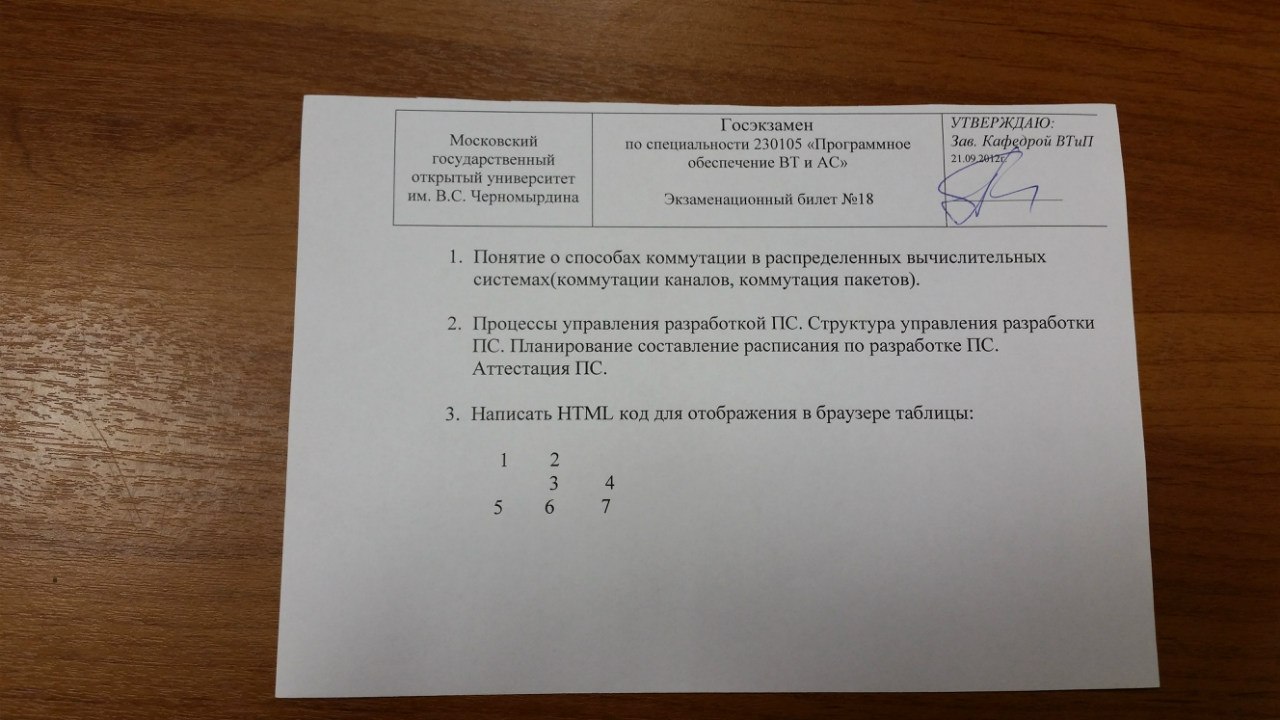 Московский
государственный
открытый университет
им. В.С. Черномырдина
Госэкзамен
по специальности 230105 «Программное
обеспечение ВТ и АС»
Экзаменационный билет №18
УТВЕРЖДАЮ:
Зав. Кафедрой ВТиП
21.09.2012г.
1. Понятие о способах коммутации в распределенных вычислительных
системах(коммутации каналов, коммутация пакетов).
2. Процессы управления разработкой ПС. Структура управления разработки
ПС. Планирование составление расписания по разработке ПС.
Аттестация ПС.
3. Написать HTML код для отображения в браузере таблицы:
1 2
3 4
5 6 7